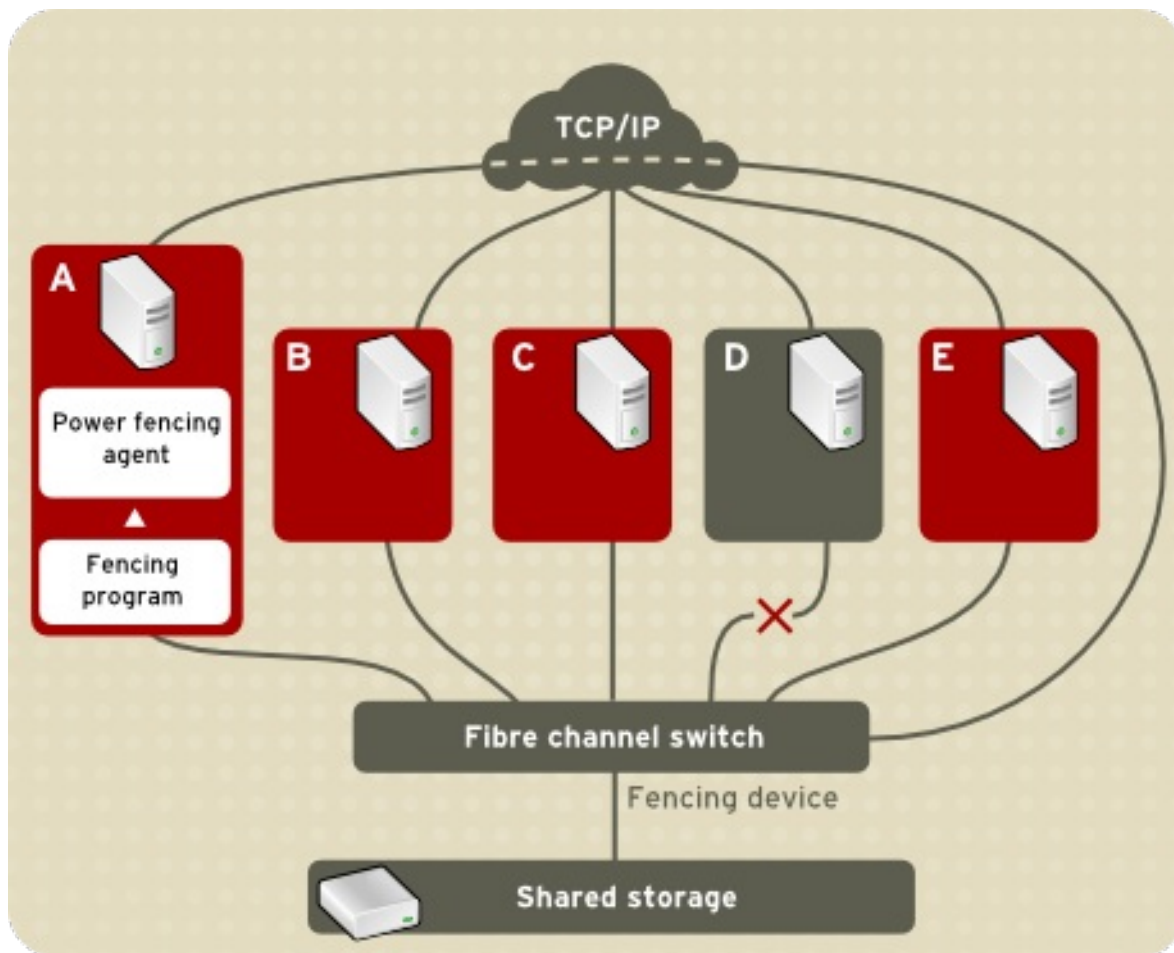 TCP/IP
A
Power fencing
agent
Fencing
program
B
C
D
E
Fibre channel switch
Fencing device
Shared storage